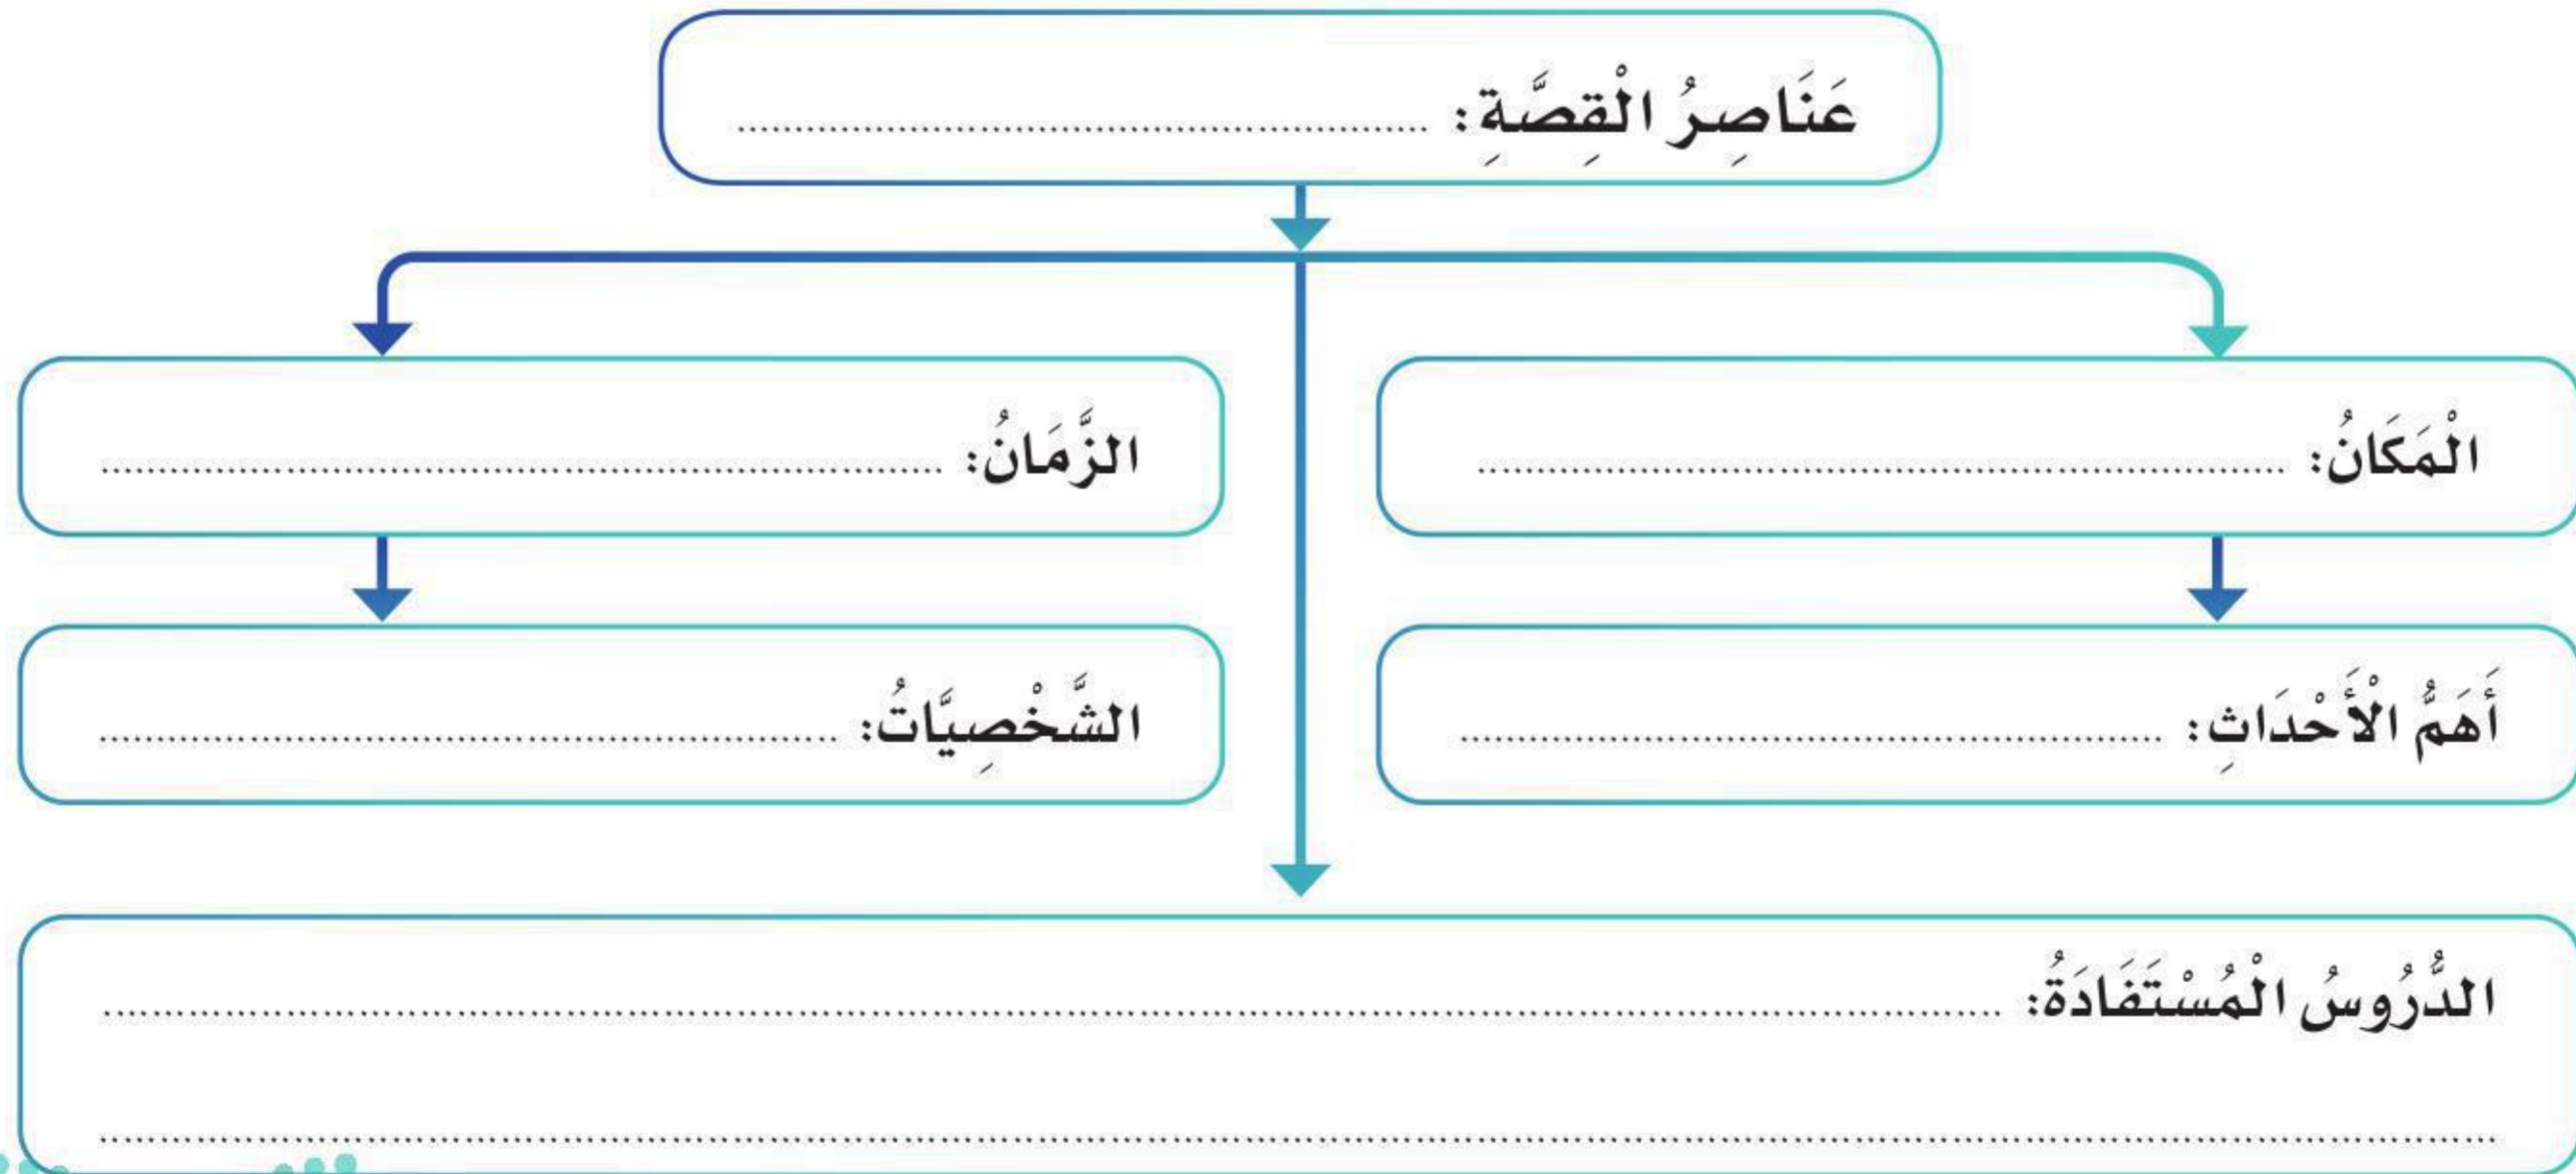 عَنَاصِرُ الْقِصَّةِ: ................................................
الْمَكَانُ: ................................................
الزَّمَانُ: ................................................
أَهَمُّ الْأَحْدَاثِ: ................................................
الشَّخْصِيَّاتُ: ................................................
الدُّرُوسُ الْمُسْتَفَادَةُ: ................................................
................................................